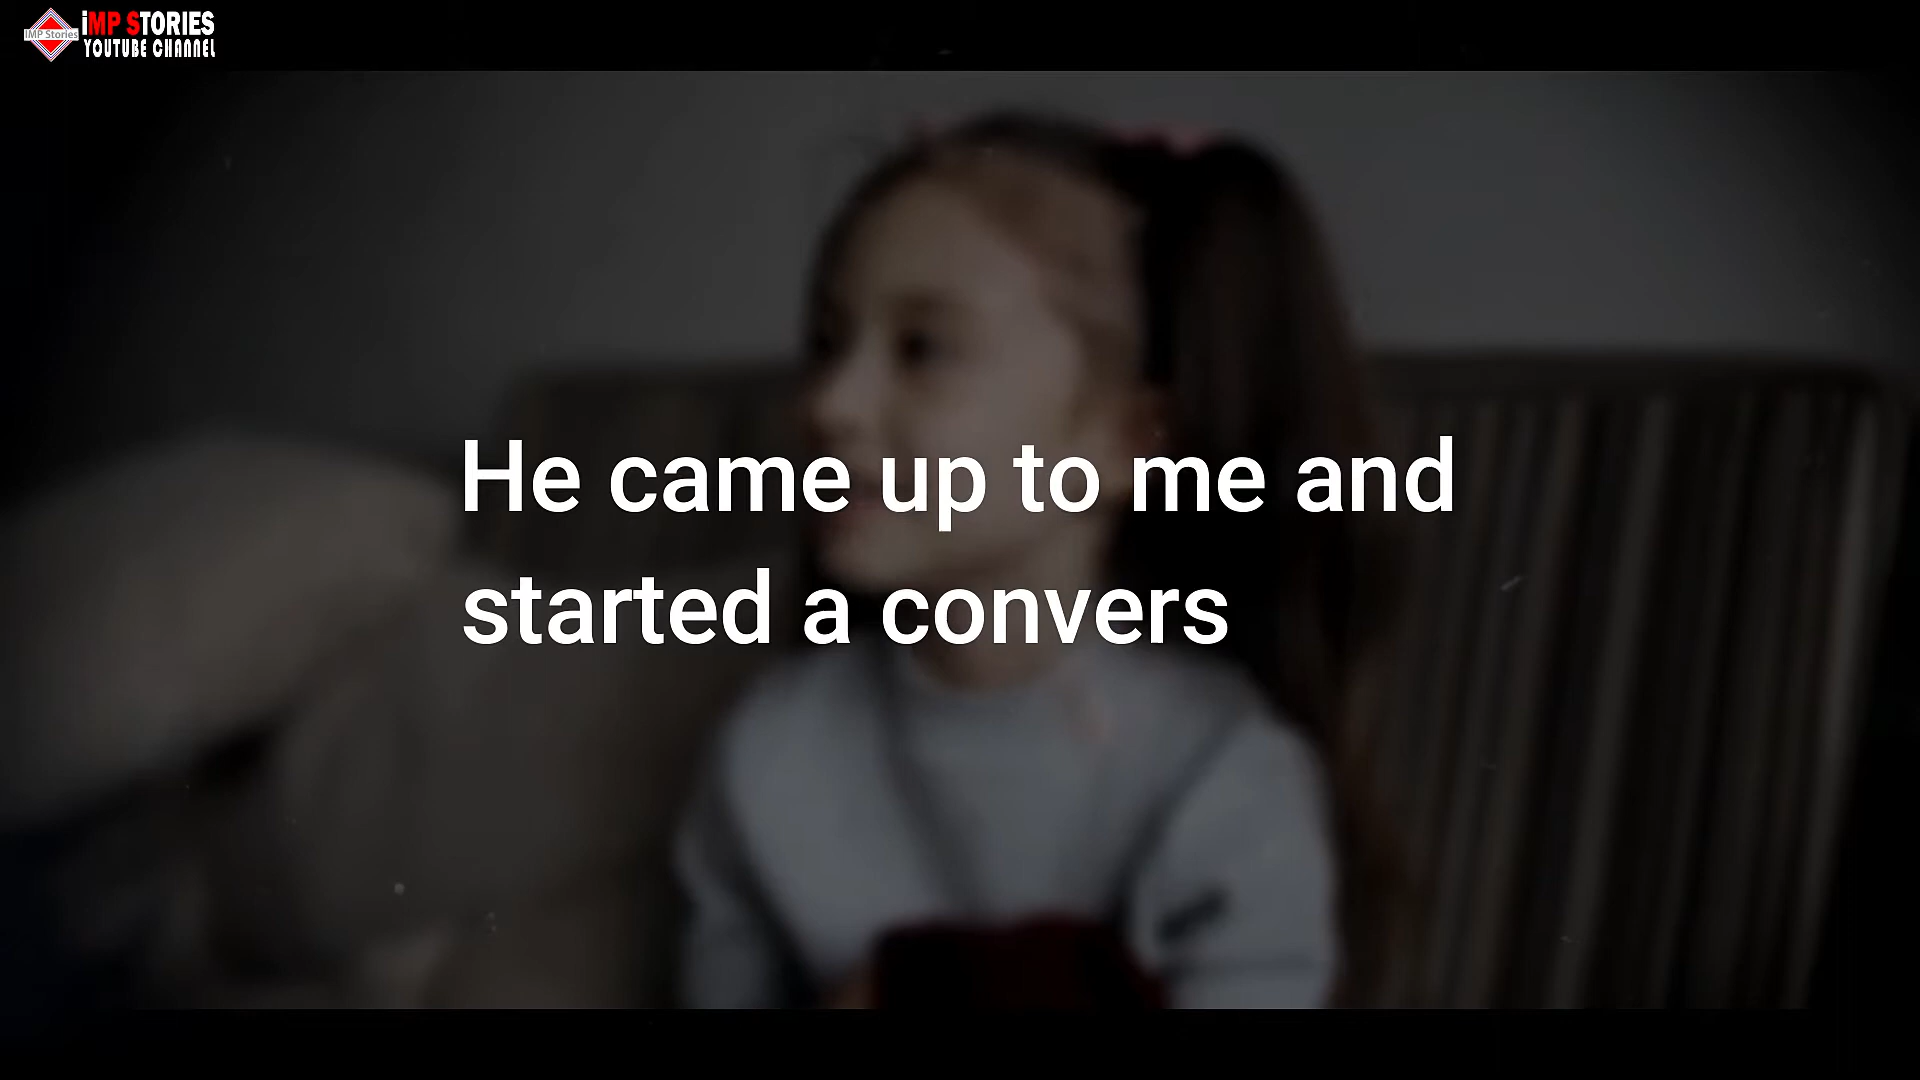 IMP Stories
iMP STORIES
YOUTUBE CHANNEL
He came up to me and
started a convers